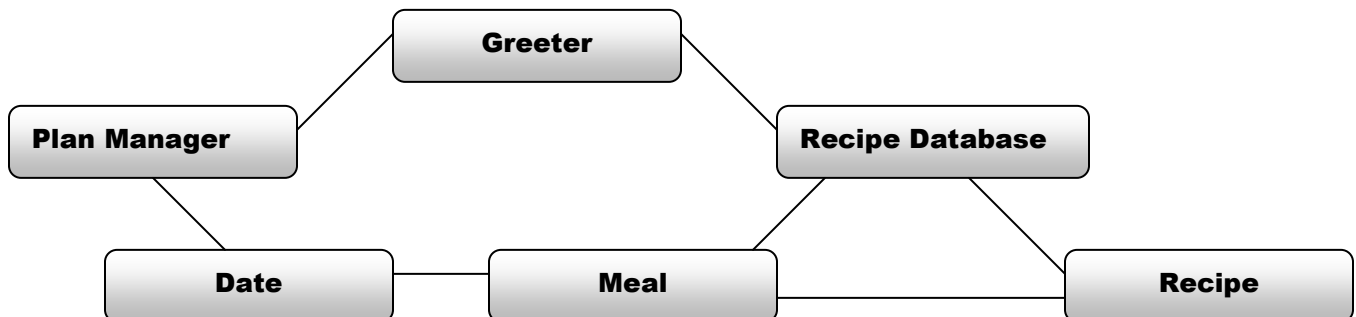 Greeter
Plan Manager
Recipe Database
Date
Meal
Recipe